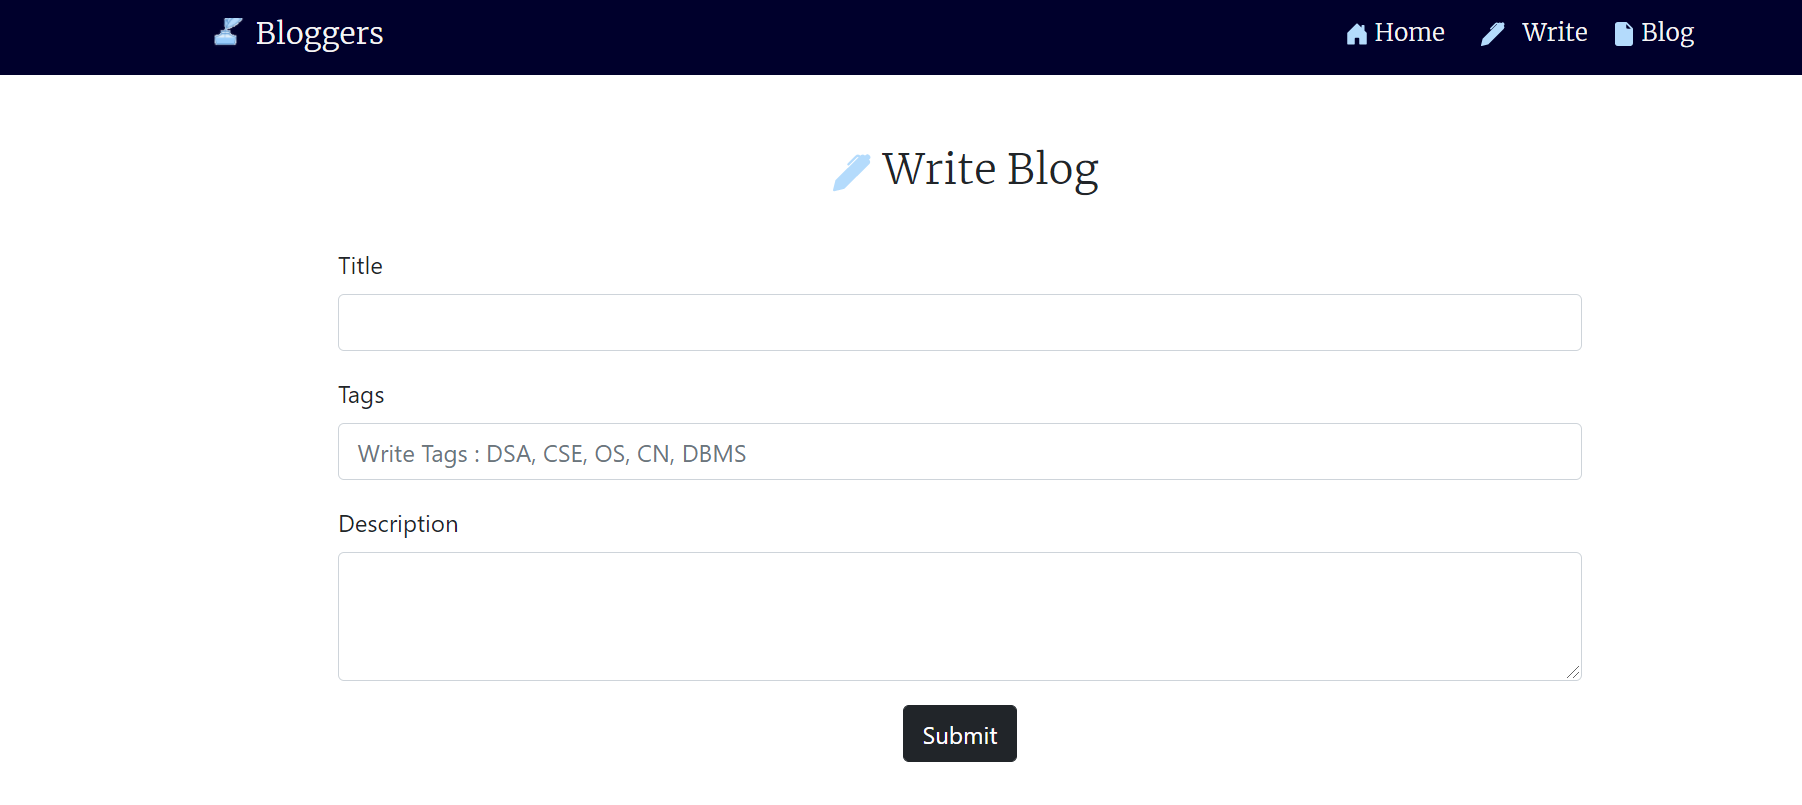 Bloggers Home Write Blog
Write Blog
Title
Tags
Write Tags : DSA, CSE, OS, CN, DBMS
Description
Submit